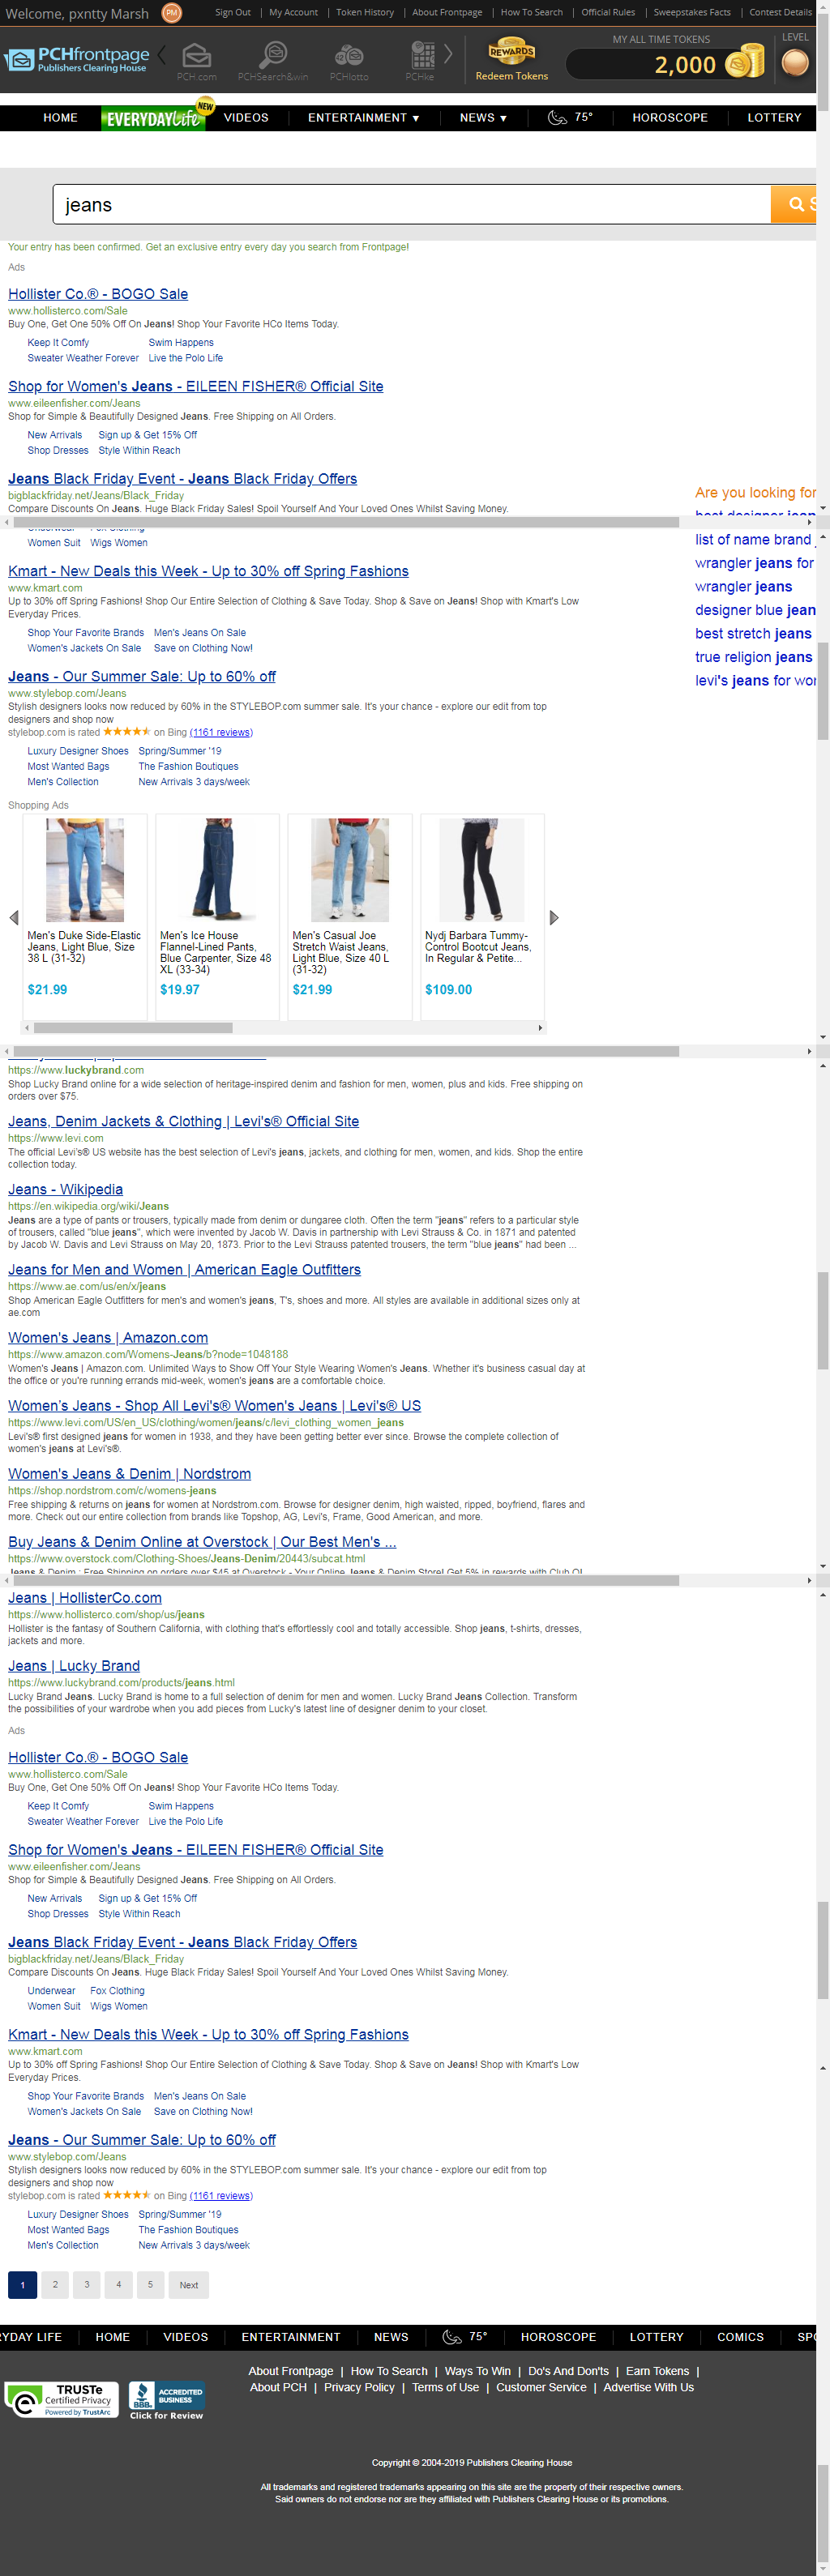 Welcome, pxntty Marsh PM Sign Out | My Account | Token History | About Frontpage | How To Search | Official Rules | Sweepstakes Facts | Contest Details
PCHfrontpage
Publishers Clearing House
PCH.com PCHSearch&win PCHlotto PCHke
REWARDS
Redeem Tokens
MY ALL TIME TOKENS
2,000
LEVEL
HOME EVERYDAY Life NEW VIDEOS ENTERTAINMENT ▼ NEWS ▼ 75° HOROSCOPE LOTTERY
jeans
Your entry has been confirmed. Get an exclusive entry every day you search from Frontpage!
Ads
Hollister Co.® - BOGO Sale
www.hollisterco.com/Sale
Buy One, Get One 50% Off On Jeans! Shop Your Favorite HCo Items Today.
Keep It Comfy Swim Happens
Sweater Weather Forever Live the Polo Life
Shop for Women's Jeans - EILEEN FISHER® Official Site
www.eileenfisher.com/Jeans
Shop for Simple & Beautifully Designed Jeans. Free Shipping on All Orders.
New Arrivals Sign up & Get 15% Off
Shop Dresses Style Within Reach
Jeans Black Friday Event - Jeans Black Friday Offers
bigblackfriday.net/Jeans/Black_Friday
Compare Discounts On Jeans. Huge Black Friday Sales! Spoil Yourself And Your Loved Ones Whilst Saving Money.
Are you looking for
best designer jean
Underwear Fox Clothing
Women Suit Wigs Women
list of name brand
wrangler jeans for
wrangler jeans
designer blue jean
best stretch jeans
true religion jeans
levi's jeans for wor
Kmart - New Deals this Week - Up to 30% off Spring Fashions
www.kmart.com
Up to 30% off Spring Fashions! Shop Our Entire Selection of Clothing & Save Today. Shop & Save on Jeans! Shop with Kmart's Low
Everyday Prices.
Shop Your Favorite Brands Men's Jeans On Sale
Women's Jackets On Sale Save on Clothing Now!
Jeans - Our Summer Sale: Up to 60% off
www.stylebop.com/Jeans
Stylish designers looks now reduced by 60% in the STYLEBOP.com summer sale. It's your chance - explore our edit from top
designers and shop now
stylebop.com is rated ★★★★★ on Bing (1161 reviews)
Luxury Designer Shoes Spring/Summer '19
Most Wanted Bags The Fashion Boutiques
Men's Collection New Arrivals 3 days/week
Shopping Ads
Men's Duke Side-Elastic
Jeans, Light Blue, Size
38 L (31-32)
$21.99
Men's Ice House
Flannel-Lined Pants,
Blue Carpenter, Size 48
XL (33-34)
$19.97
Men's Casual Joe
Stretch Waist Jeans,
Light Blue, Size 40 L
(31-32)
$21.99
Nydj Barbara Tummy-
Control Bootcut Jeans,
In Regular & Petite...
$109.00
https://www.luckybrand.com
Shop Lucky Brand online for a wide selection of heritage-inspired denim and fashion for men, women, plus and kids. Free shipping on
orders over $75.
Jeans, Denim Jackets & Clothing | Levi's® Official Site
https://www.levi.com
The official Levi's® US website has the best selection of Levi's jeans, jackets, and clothing for men, women, and kids. Shop the entire
collection today.
Jeans - Wikipedia
https://en.wikipedia.org/wiki/Jeans
Jeans are a type of pants or trousers, typically made from denim or dungaree cloth. Often the term "jeans" refers to a particular style
of trousers, called "blue jeans", which were invented by Jacob W. Davis in partnership with Levi Strauss & Co. in 1871 and patented
by Jacob W. Davis and Levi Strauss on May 20, 1873. Prior to the Levi Strauss patented trousers, the term "blue jeans" had been ...
Jeans for Men and Women | American Eagle Outfitters
https://www.ae.com/us/en/x/jeans
Shop American Eagle Outfitters for men's and women's jeans, T's, shoes and more. All styles are available in additional sizes only at
ae.com
Women's Jeans | Amazon.com
https://www.amazon.com/Womens-Jeans/b?node=1048188
Women's Jeans | Amazon.com. Unlimited Ways to Show Off Your Style Wearing Women's Jeans. Whether it's business casual day at
the office or you're running errands mid-week, women's jeans are a comfortable choice.
Women's Jeans - Shop All Levi's® Women's Jeans | Levi's® US
https://www.levi.com/US/en_US/clothing/women/jeans/c/levi_clothing_women_jeans
Levi's® first designed jeans for women in 1938, and they have been getting better ever since. Browse the complete collection of
women's jeans at Levi's®.
Women's Jeans & Denim | Nordstrom
https://shop.nordstrom.com/c/womens-jeans
Free shipping & returns on jeans for women at Nordstrom.com. Browse for designer denim, high waisted, ripped, boyfriend, flares and
more. Check out our entire collection from brands like Topshop, AG, Levi's, Frame, Good American, and more.
Buy Jeans & Denim Online at Overstock | Our Best Men's ...
https://www.overstock.com/Clothing-Shoes/Jeans-Denim/20443/subcat.html
Jeans & Denim : Free Shipping on orders over $45 at Overstock - Your Online Jeans & Denim Store! Get 5% in rewards with Club O!
Jeans | HollisterCo.com
https://www.hollisterco.com/shop/us/jeans
Hollister is the fantasy of Southern California, with clothing that's effortlessly cool and totally accessible. Shop jeans, t-shirts, dresses,
jackets and more.
Jeans | Lucky Brand
https://www.luckybrand.com/products/jeans.html
Lucky Brand Jeans. Lucky Brand is home to a full selection of denim for men and women. Lucky Brand Jeans Collection. Transform
the possibilities of your wardrobe when you add pieces from Lucky's latest line of designer denim to your closet.
Ads
Hollister Co.® - BOGO Sale
www.hollisterco.com/Sale
Buy One, Get One 50% Off On Jeans! Shop Your Favorite HCo Items Today.
Keep It Comfy Swim Happens
Sweater Weather Forever Live the Polo Life
Shop for Women's Jeans - EILEEN FISHER® Official Site
www.eileenfisher.com/Jeans
Shop for Simple & Beautifully Designed Jeans. Free Shipping on All Orders.
New Arrivals Sign up & Get 15% Off
Shop Dresses Style Within Reach
Jeans Black Friday Event - Jeans Black Friday Offers
bigblackfriday.net/Jeans/Black_Friday
Compare Discounts On Jeans. Huge Black Friday Sales! Spoil Yourself And Your Loved Ones Whilst Saving Money.
Underwear Fox Clothing
Women Suit Wigs Women
Kmart - New Deals this Week - Up to 30% off Spring Fashions
www.kmart.com
Up to 30% off Spring Fashions! Shop Our Entire Selection of Clothing & Save Today. Shop & Save on Jeans! Shop with Kmart's Low
Everyday Prices.
Shop Your Favorite Brands Men's Jeans On Sale
Women's Jackets On Sale Save on Clothing Now!
Jeans - Our Summer Sale: Up to 60% off
www.stylebop.com/Jeans
Stylish designers looks now reduced by 60% in the STYLEBOP.com summer sale. It's your chance - explore our edit from top
designers and shop now
stylebop.com is rated ★★★★★ on Bing (1161 reviews)
Luxury Designer Shoes Spring/Summer '19
Most Wanted Bags The Fashion Boutiques
Men's Collection New Arrivals 3 days/week
1 2 3 4 5 Next
RYDAY LIFE HOME VIDEOS ENTERTAINMENT NEWS 75° HOROSCOPE LOTTERY COMICS SPO
About Frontpage | How To Search | Ways To Win | Do's And Don'ts | Earn Tokens |
About PCH | Privacy Policy | Terms of Use | Customer Service | Advertise With Us
TRUSTe
Certified Privacy
Powered by TrustArc
BBB ACCREDITED BUSINESS
Click for Review
Copyright © 2004-2019 Publishers Clearing House
All trademarks and registered trademarks appearing on this site are the property of their respective owners.
Said owners do not endorse nor are they affiliated with Publishers Clearing House or its promotions.